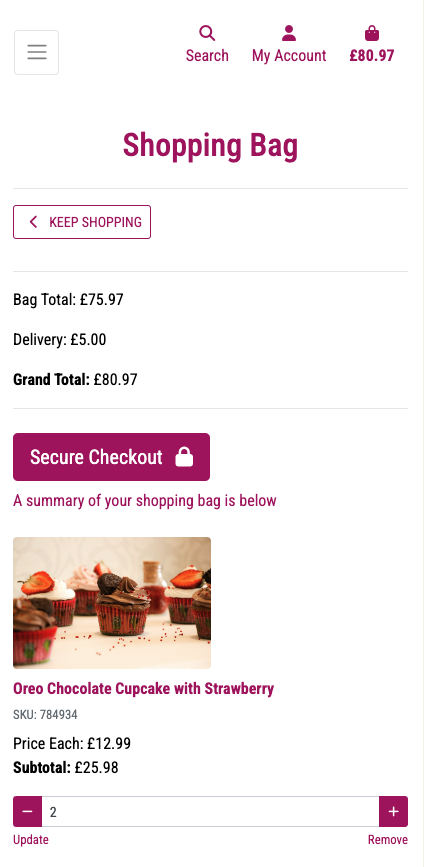 Search My Account £80.97
Shopping Bag
KEEP SHOPPING
Bag Total: £75.97
Delivery: £5.00
Grand Total: £80.97
Secure Checkout
A summary of your shopping bag is below
Oreo Chocolate Cupcake with Strawberry
SKU: 784934
Price Each: £12.99
Subtotal: £25.98
− 2 +
Update Remove